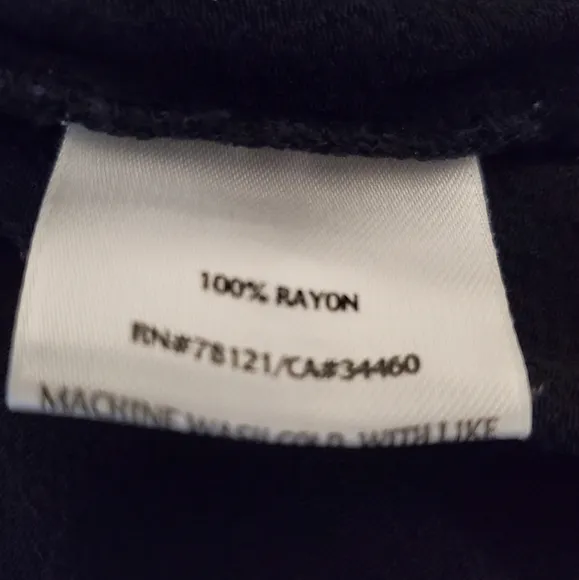 100% RAYON
RN#78121/CA#34460
MACHINE WASH COLD, WITH LIKE